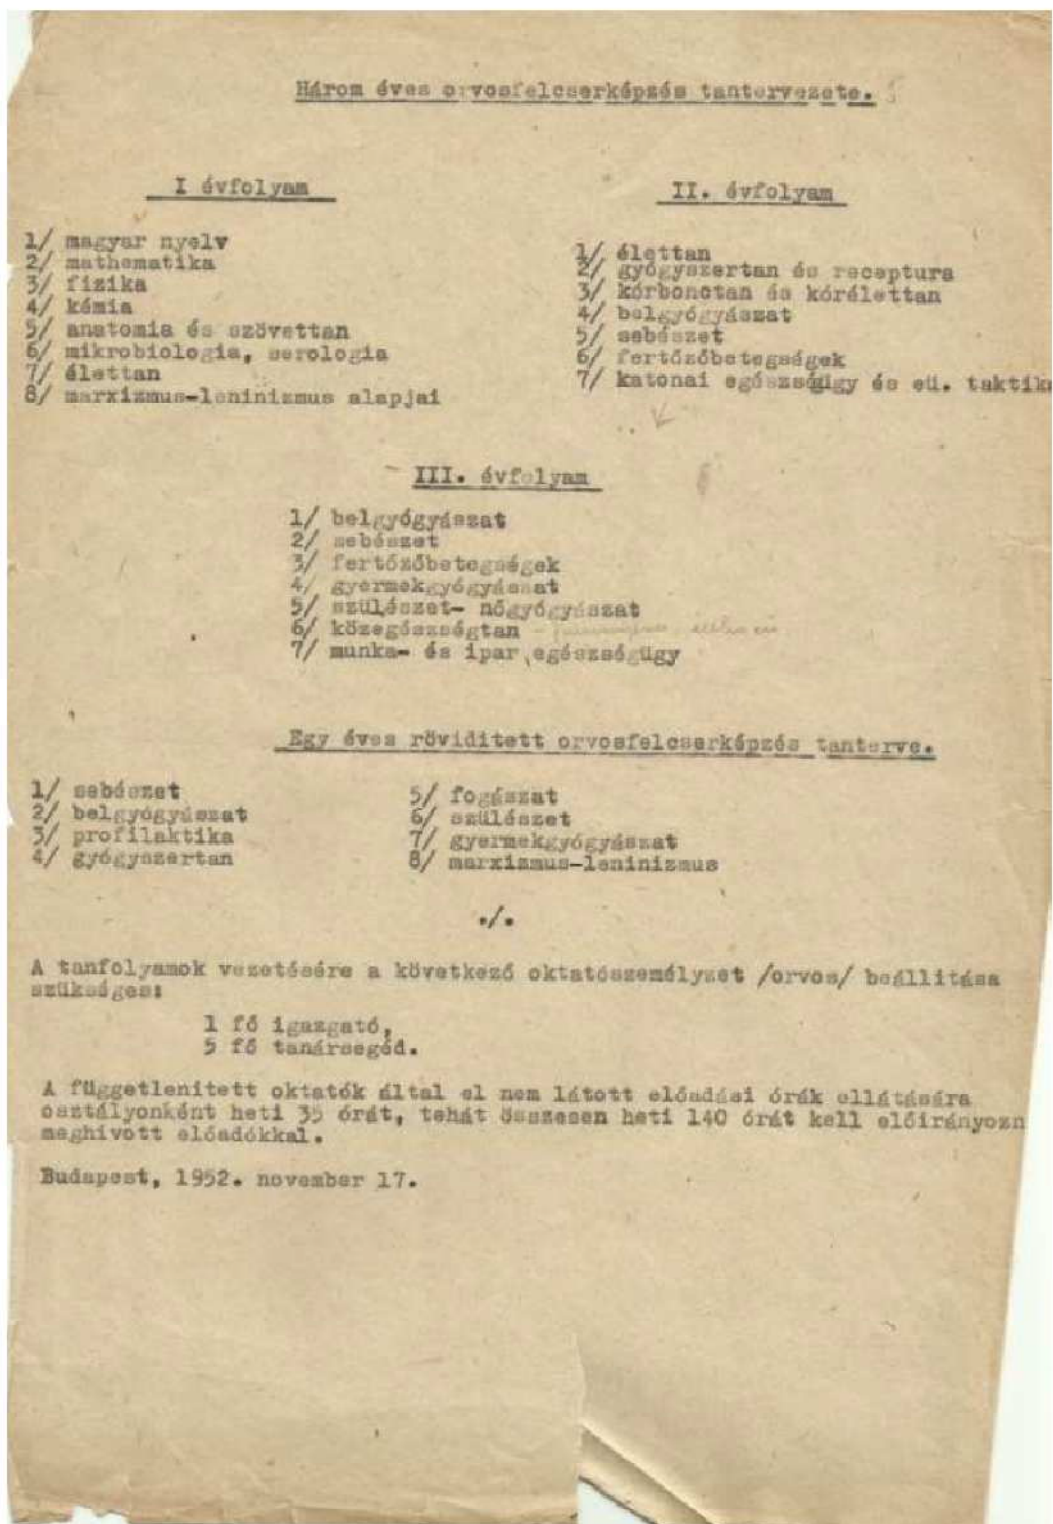 Három éves orvosfelcserképzés tantervezete.
I évfolyam
1/ magyar nyelv
2/ mathematika
3/ fizika
4/ kémia
5/ anatomia és szövettan
6/ mikrobiologia, serologia
7/ élettan
8/ marxizmus-leninizmus alapjai
II. évfolyam
1/ élettan
2/ gyógyszertan és receptura
3/ kórbonctan és kórélettan
4/ belgyógyászat
5/ sebészet
6/ fertőzőbetegségek
7/ katonai egészségügy és eü. taktik
III. évfolyam
1/ belgyógyászat
2/ sebészet
3/ fertőzőbetegségek
4/ gyermekgyógyászat
5/ szülészet- nőgyógyászat
6/ közegészségtan
7/ munka- és ipar egészségügy
Egy éves röviditett orvosfelcserképzés tanterve.
1/ sebészet
2/ belgyógyászat
3/ profilaktika
4/ gyógyszertan
5/ fogászat
6/ szülészet
7/ gyermekgyógyászat
8/ marxizmus-leninizmus
./.
A tanfolyamok vezetésére a következő oktatószemélyzet /orvos/ beállitása
szükséges:
1 fő igazgató,
5 fő tanársegéd.
A függetlenitett oktatók által el nem látott előadási órák ellátására
osztályonként heti 35 órát, tehát összesen heti 140 órát kell előirányozn
meghivott előadókkal.
Budapest, 1952. november 17.